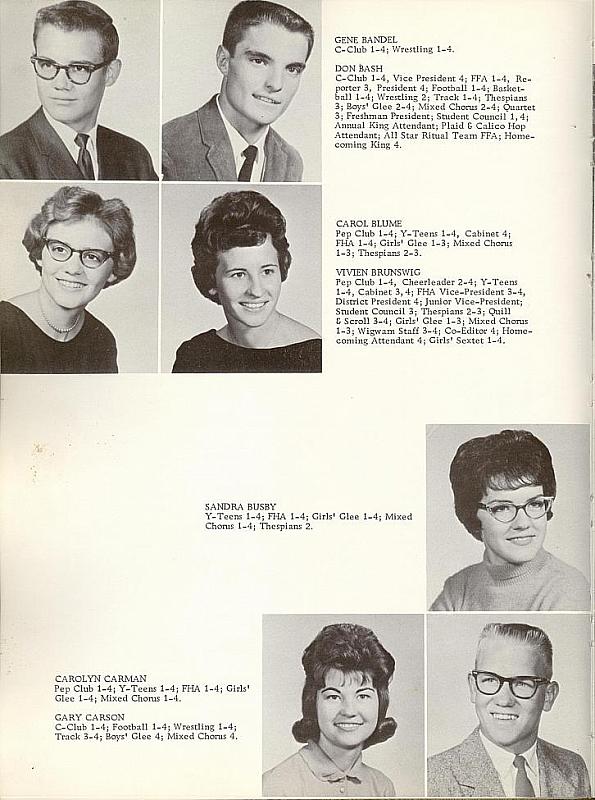 GENE BANDEL
C-Club 1-4; Wrestling 1-4.
DON BASH
C-Club 1-4, Vice President 4; FFA 1-4, Re-
porter 3, President 4; Football 1-4; Basket-
ball 1-4; Wrestling 2; Track 1-4; Thespians
3; Boys' Glee 2-4; Mixed Chorus 2-4; Quartet
3; Freshman President; Student Council 1, 4;
Annual King Attendant; Plaid & Calico Hop
Attendant; All Star Ritual Team FFA; Home-
coming King 4.
CAROL BLUME
Pep Club 1-4; Y-Teens 1-4, Cabinet 4;
FHA 1-4; Girls' Glee 1-3; Mixed Chorus
1-3; Thespians 2-3.
VIVIEN BRUNSWIG
Pep Club 1-4, Cheerleader 2-4; Y-Teens
1-4, Cabinet 3, 4; FHA Vice-President 3-4,
District President 4; Junior Vice-President;
Student Council 3; Thespians 2-3; Quill
& Scroll 3-4; Girls' Glee 1-3; Mixed Chorus
1-3; Wigwam Staff 3-4; Co-Editor 4; Home-
coming Attendant 4; Girls' Sextet 1-4.
SANDRA BUSBY
Y-Teens 1-4; FHA 1-4; Girls' Glee 1-4; Mixed
Chorus 1-4; Thespians 2.
CAROLYN CARMAN
Pep Club 1-4; Y-Teens 1-4; FHA 1-4; Girls'
Glee 1-4; Mixed Chorus 1-4.
GARY CARSON
C-Club 1-4; Football 1-4; Wrestling 1-4;
Track 3-4; Boys' Glee 4; Mixed Chorus 4.